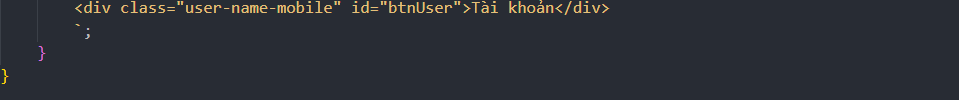 <div class="user-name-mobile" id="btnUser">Tài khoản</div>
`;
}
}